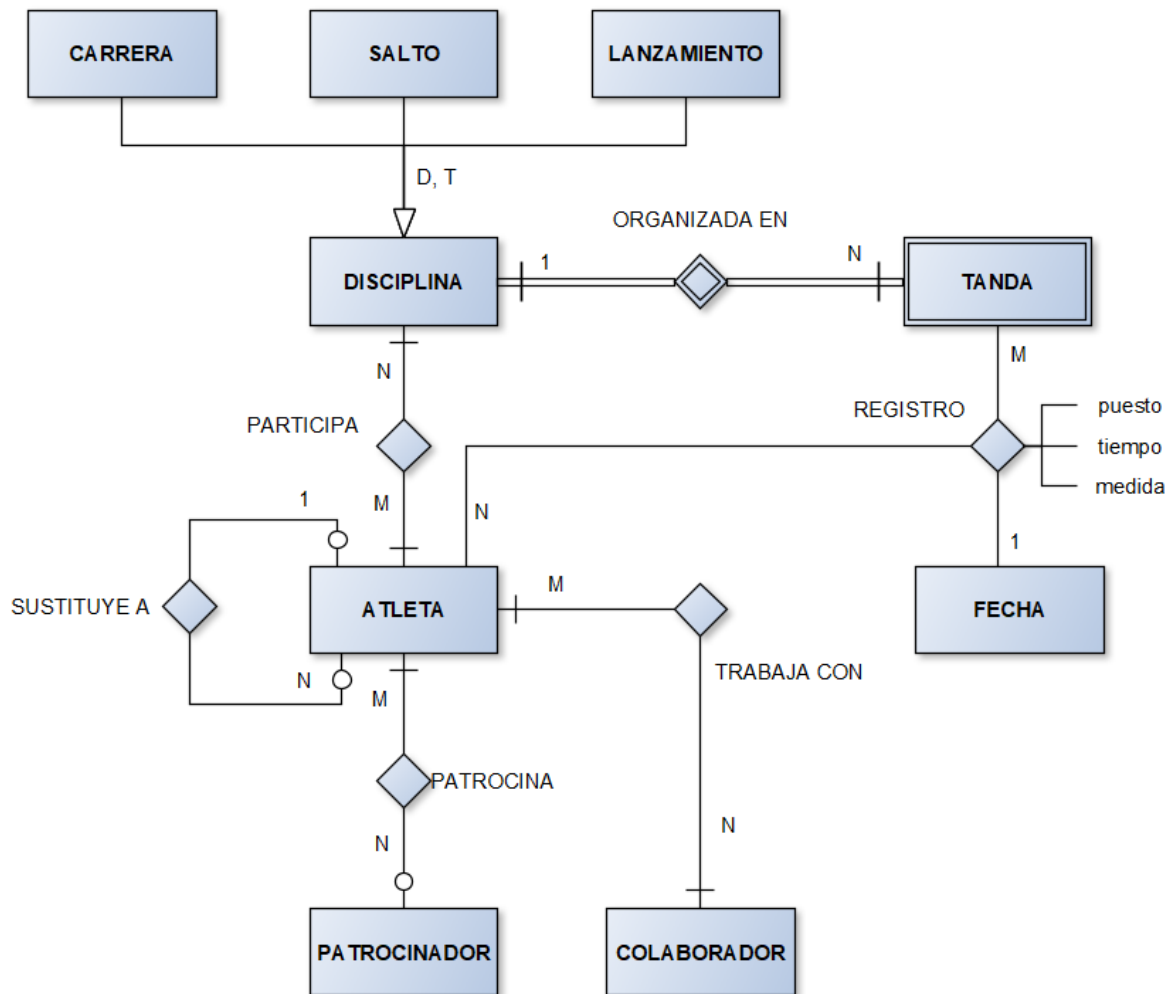 CARRERA
SALTO
LANZAMIENTO
D, T
ORGANIZADA EN
DISCIPLINA
1
N
TANDA
N
M
PARTICIPA
REGISTRO
puesto
tiempo
medida
1
M
N
1
SUSTITUYE A
ATLETA
M
FECHA
N
M
TRABAJA CON
PATROCINA
N
N
PATROCINADOR
COLABORADOR